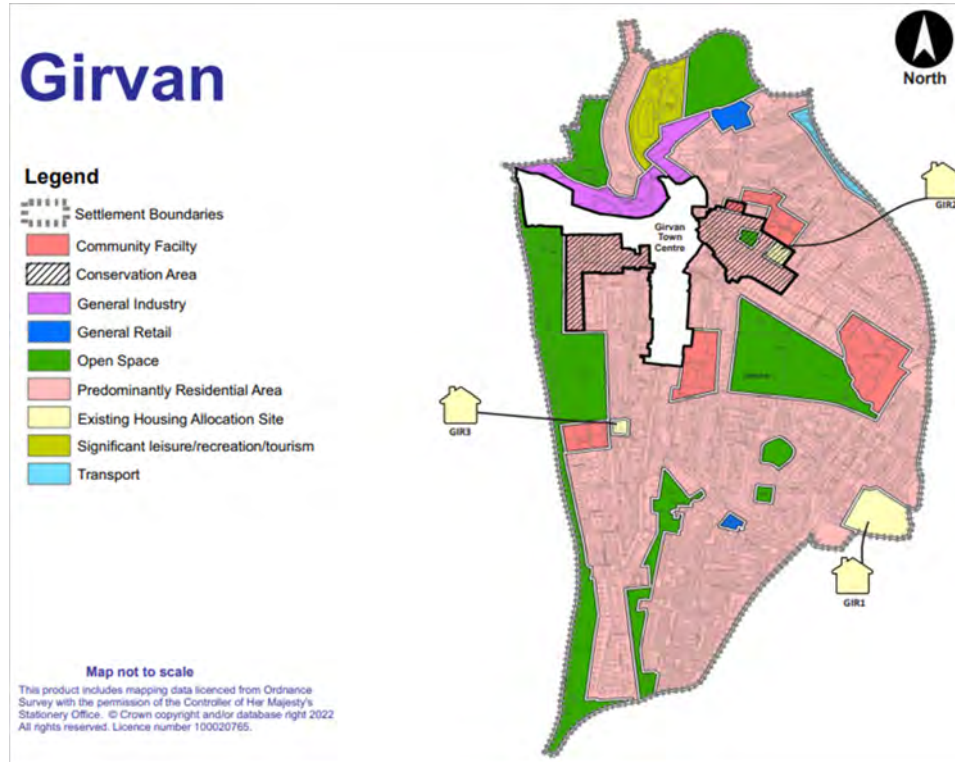 Girvan
North
Legend
Settlement Boundaries
Community Facilty
Conservation Area
General Industry
General Retail
Open Space
Predominantly Residential Area
Existing Housing Allocation Site
Significant leisure/recreation/tourism
Transport
GIR2
Girvan
Town
Centre
GIR3
GIR1
Map not to scale
This product includes mapping data licenced from Ordnance
Survey with the permission of the Controller of Her Majesty's
Stationery Office. © Crown copyright and/or database right 2022
All rights reserved. Licence number 100020765.